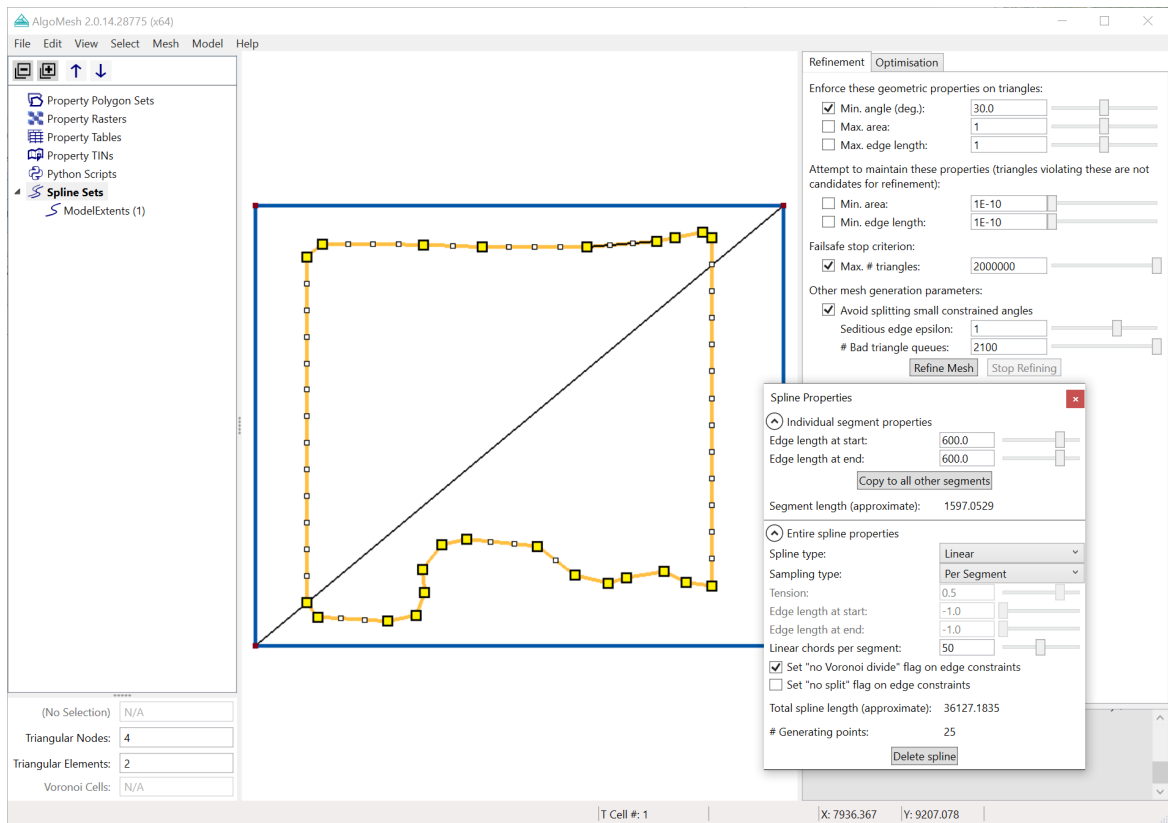 AlgoMesh 2.0.14.28775 (x64)
File Edit View Select Mesh Model Help
Property Polygon Sets
Property Rasters
Property Tables
Property TINs
Python Scripts
Spline Sets
ModelExtents (1)
(No Selection) N/A
Triangular Nodes: 4
Triangular Elements: 2
Voronoi Cells: N/A
Refinement Optimisation
Enforce these geometric properties on triangles:
Min. angle (deg.): 30.0
Max. area: 1
Max. edge length: 1
Attempt to maintain these properties (triangles violating these are not
candidates for refinement):
Min. area: 1E-10
Min. edge length: 1E-10
Failsafe stop criterion:
Max. # triangles: 2000000
Other mesh generation parameters:
Avoid splitting small constrained angles
Seditious edge epsilon: 1
# Bad triangle queues: 2100
Refine Mesh Stop Refining
Spline Properties
Individual segment properties
Edge length at start: 600.0
Edge length at end: 600.0
Copy to all other segments
Segment length (approximate): 1597.0529
Entire spline properties
Spline type: Linear
Sampling type: Per Segment
Tension: 0.5
Edge length at start: -1.0
Edge length at end: -1.0
Linear chords per segment: 50
Set "no Voronoi divide" flag on edge constraints
Set "no split" flag on edge constraints
Total spline length (approximate): 36127.1835
# Generating points: 25
Delete spline
T Cell #: 1 X: 7936.367 Y: 9207.078